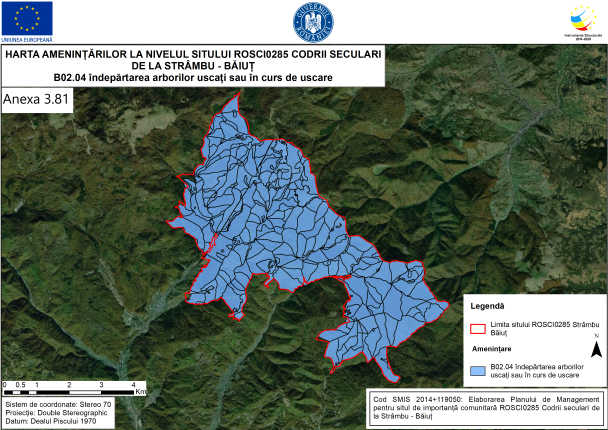 UNIUNEA EUROPEANĂ
GUVERNUL ROMÂNIEI
Instrumente Structurale
2014-2020
HARTA AMENINȚĂRILOR LA NIVELUL SITULUI ROSCI0285 CODRII SECULARI
DE LA STRÂMBU - BĂIUȚ
B02.04 îndepărtarea arborilor uscați sau în curs de uscare
Anexa 3.81
Legendă
Limita sitului ROSCI0285 Strâmbu
Băiuț
N
Amenințare
B02.04 îndepărtarea arborilor
uscați sau în curs de uscare
0 0.5 1 2 3 4
Km
Sistem de coordonate: Stereo 70
Proiecție: Double Stereographic
Datum: Dealul Piscului 1970
Cod SMIS 2014+119050: Elaborarea Planului de Management
pentru situl de importanță comunitară ROSCI0285 Codrii seculari de
la Strâmbu - Băiuț